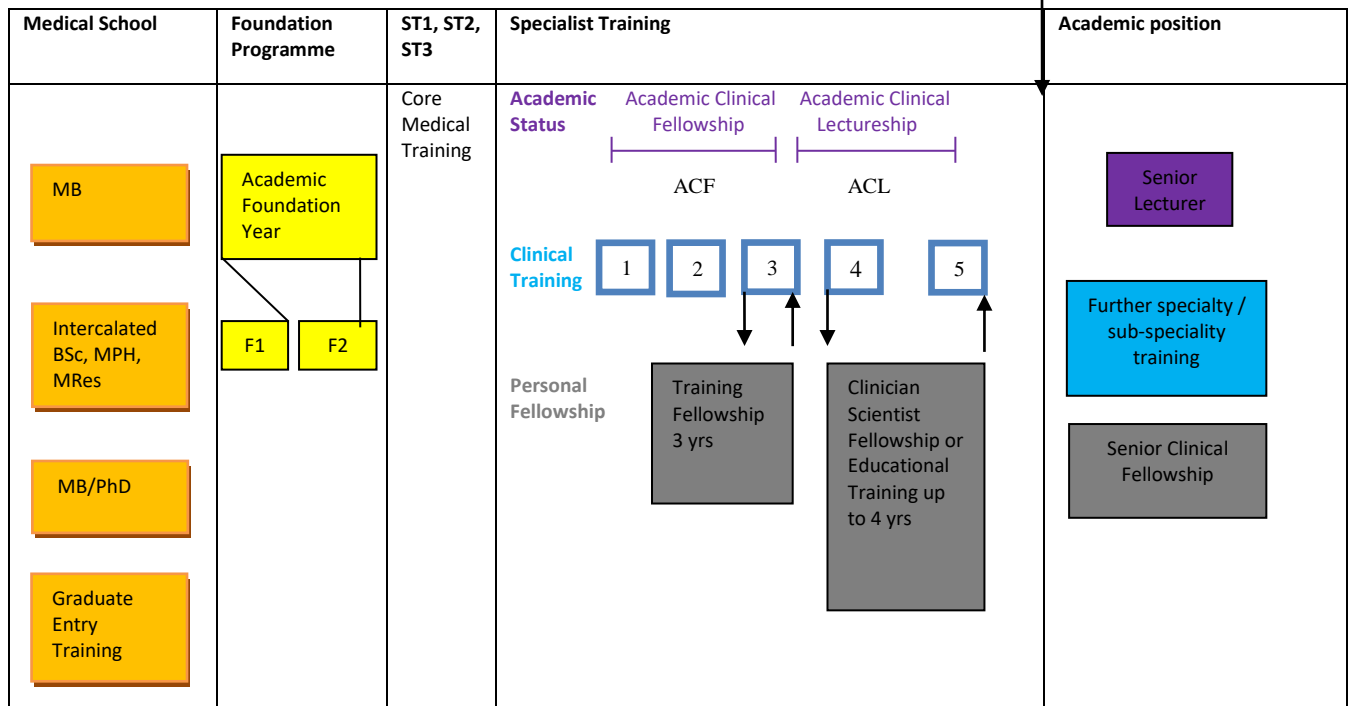 Medical School
Foundation
Programme
ST1, ST2,
ST3
Specialist Training
Academic position
MB
Intercalated
BSc, MPH,
MRes
MB/PhD
Graduate
Entry
Training
Academic
Foundation
Year
F1
F2
Core
Medical
Training
Academic
Status
Academic Clinical
Fellowship
Academic Clinical
Lectureship
ACF
ACL
Clinical
Training
1
2
3
4
5
Personal
Fellowship
Training
Fellowship
3 yrs
Clinician
Scientist
Fellowship or
Educational
Training up
to 4 yrs
Senior
Lecturer
Further specialty /
sub-speciality
training
Senior Clinical
Fellowship